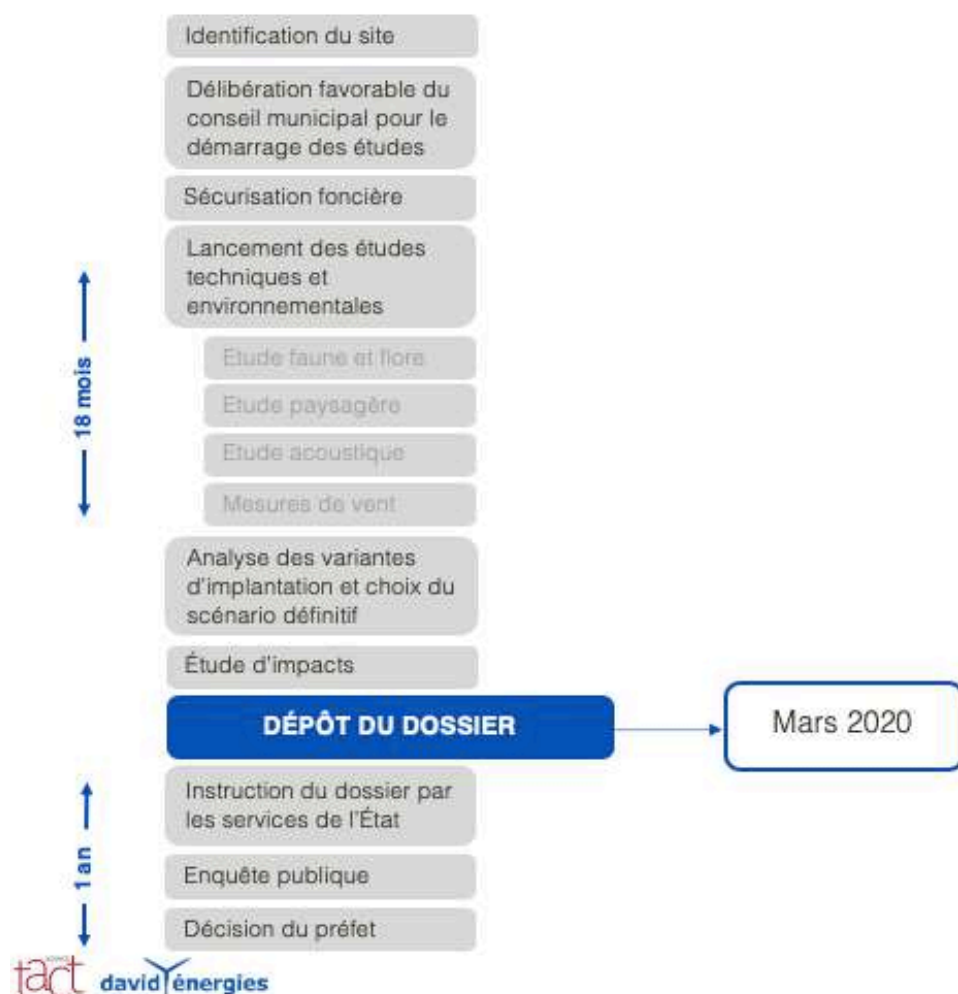 Identification du site
Délibération favorable du
conseil municipal pour le
démarrage des études
Sécurisation foncière
Lancement des études
techniques et
environnementales
18 mois
Etude faune et flore
Etude paysagère
Etude acoustique
Mesures de vent
Analyse des variantes
d'implantation et choix du
scénario définitif
Étude d'impacts
DÉPÔT DU DOSSIER
Mars 2020
Instruction du dossier par
les services de l'État
1 an
Enquête publique
Décision du préfet
tact
david énergies